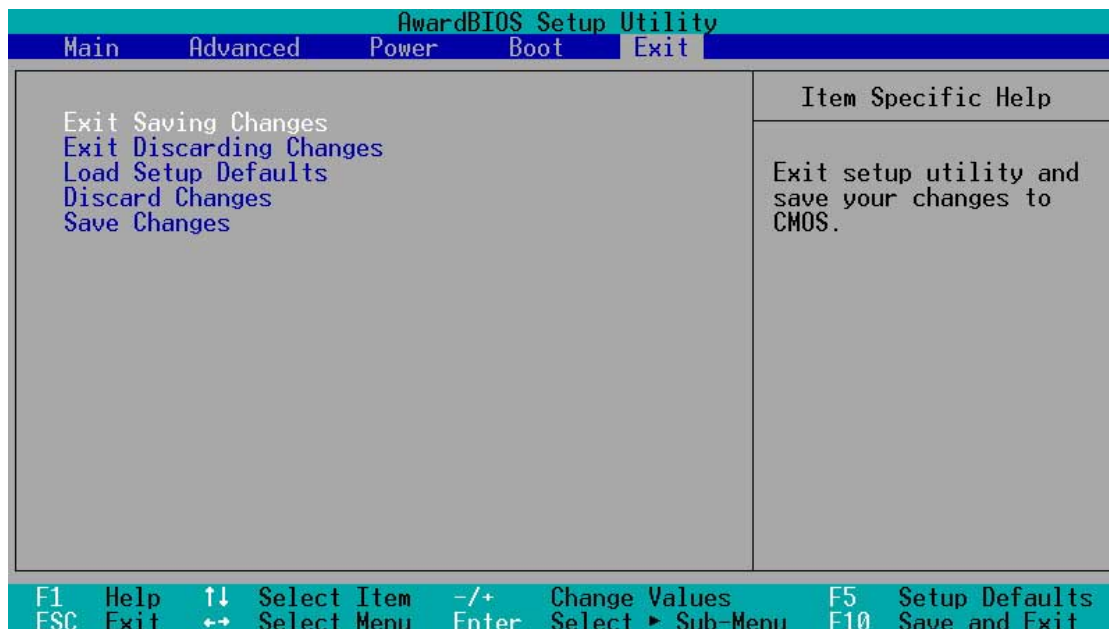 AwardBIOS Setup Utility
Main Advanced Power Boot Exit
Exit Saving Changes
Exit Discarding Changes
Load Setup Defaults
Discard Changes
Save Changes
Item Specific Help
Exit setup utility and
save your changes to
CMOS.
F1 Help ↑↓ Select Item -/+ Change Values F5 Setup Defaults
ESC Exit ←→ Select Menu Enter Select ► Sub-Menu F10 Save and Exit